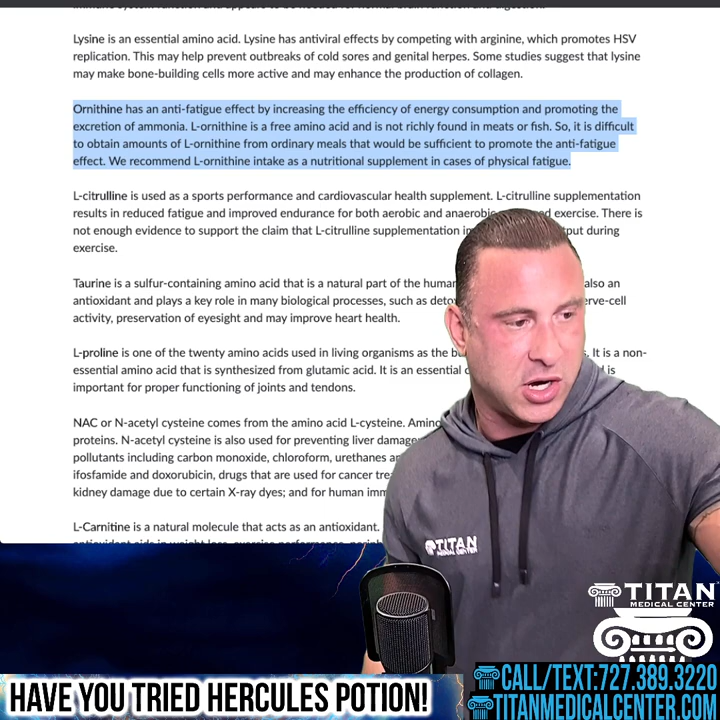 Lysine is an essential amino acid. Lysine has antiviral effects by competing with arginine, which promotes HSV
replication. This may help prevent outbreaks of cold sores and genital herpes. Some studies suggest that lysine
may make bone-building cells more active and may enhance the production of collagen.
Ornithine has an anti-fatigue effect by increasing the efficiency of energy consumption and promoting the
excretion of ammonia. L-ornithine is a free amino acid and is not richly found in meats or fish. So, it is difficult
to obtain amounts of L-ornithine from ordinary meals that would be sufficient to promote the anti-fatigue
effect. We recommend L-ornithine intake as a nutritional supplement in cases of physical fatigue.
L-citrulline is used as a sports performance and cardiovascular health supplement. L-citrulline supplementation
results in reduced fatigue and improved endurance for both aerobic and anaerobic exercise. There is
not enough evidence to support the claim that L-citrulline supplementation during
exercise.
Taurine is a sulfur-containing amino acid that is a natural part of the human also an
antioxidant and plays a key role in many biological processes, such as
activity, preservation of eyesight and may improve heart health.
L-proline is one of the twenty amino acids used in living organisms as the It is a non-
essential amino acid that is synthesized from glutamic acid. It is an essential is
important for proper functioning of joints and tendons.
NAC or N-acetyl cysteine comes from the amino acid L-cysteine.
proteins. N-acetyl cysteine is also used for preventing liver
pollutants including carbon monoxide, chloroform, urethanes
ifosfamide and doxorubicin, drugs that are used for cancer
kidney damage due to certain X-ray dyes; and for human
L-Carnitine is a natural molecule that acts as an antioxidant.
TITAN
MEDICAL CENTER
TITAN
MEDICAL CENTER
HAVE YOU TRIED HERCULES POTION!
CALL/TEXT:727.389.3220
TITANMEDICALCENTER.COM